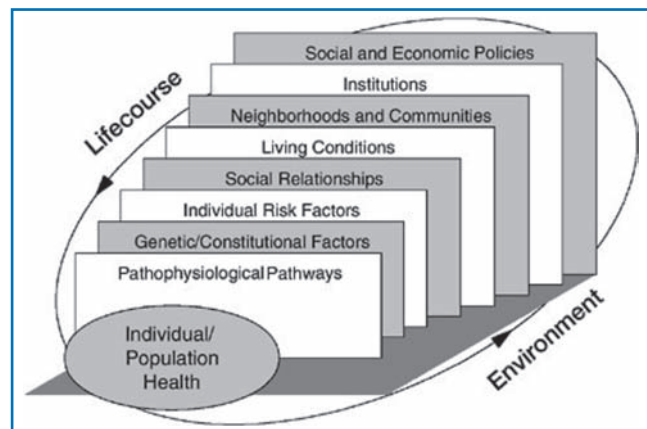 Social and Economic Policies
Institutions
Neighborhoods and Communities
Living Conditions
Social Relationships
Individual Risk Factors
Genetic/Constitutional Factors
Pathophysiological Pathways
Individual/
Population
Health
Lifecourse
Environment